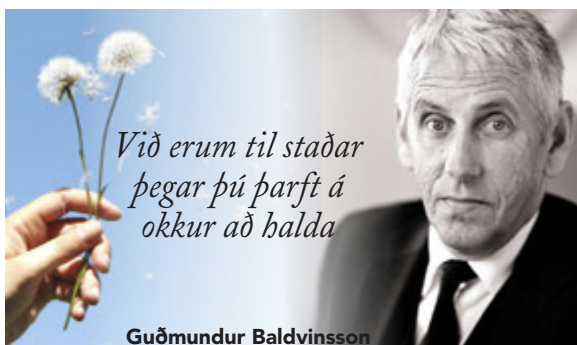 Við erum til staðar
þegar þú þarft á
okkur að halda
Guðmundur Baldvinsson